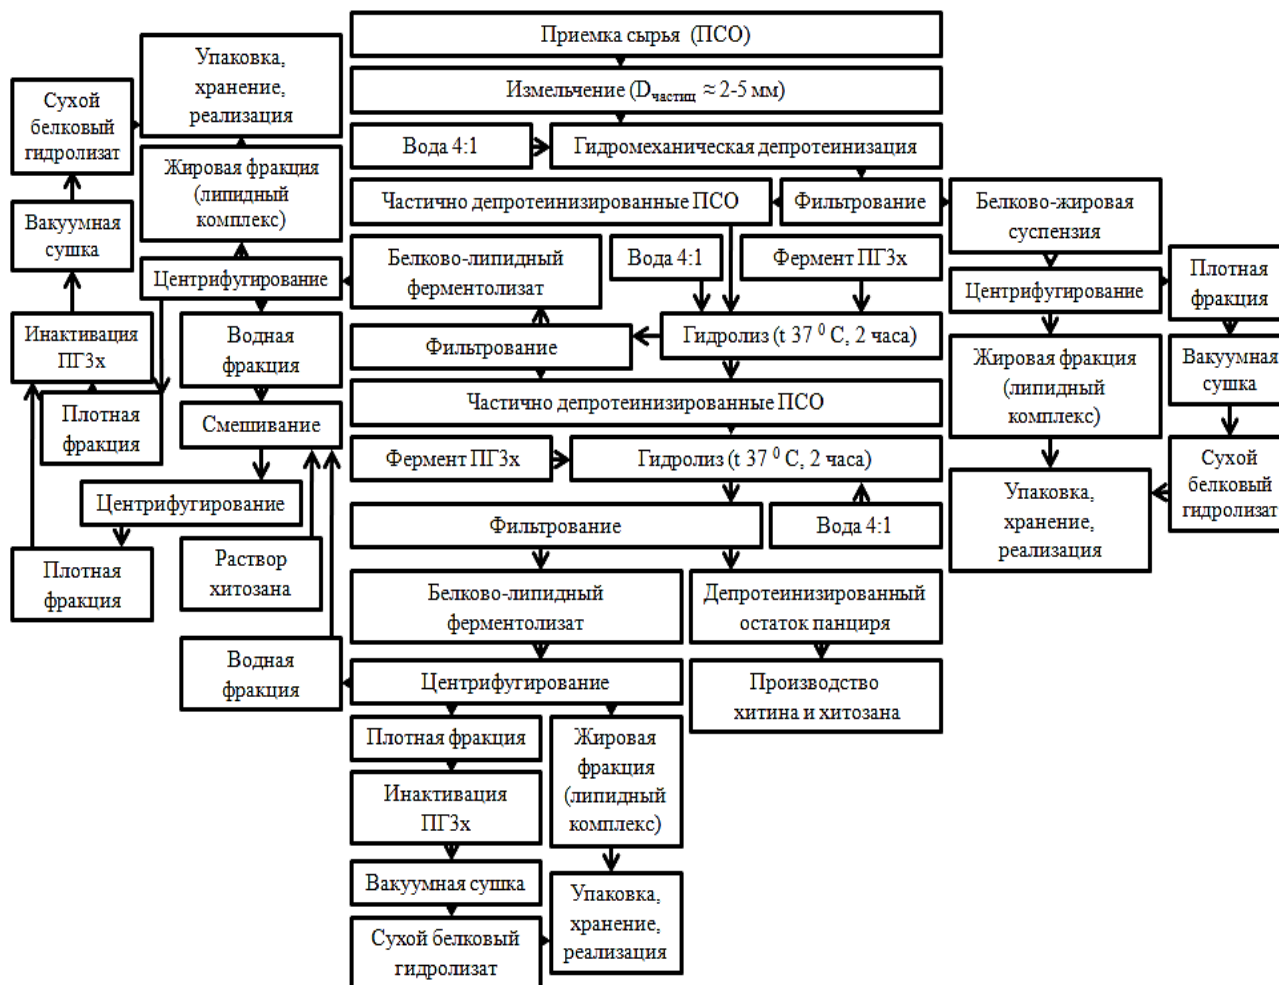 Приемка сырья (ПСО)
Измельчение (Dчастиц ≈ 2-5 мм)
Вода 4:1
Гидромеханическая депротеинизация
Частично депротеинизированные ПСО
Фильтрование
Белково-жировая
суспензия
Центрифугирование
Плотная
фракция
Жировая фракция
(липидный
комплекс)
Вакуумная
сушка
Сухой
белковый
гидролизат
Упаковка,
хранение,
реализация
Вода 4:1
Фермент ПГ3х
Гидролиз (t 37 ⁰ С, 2 часа)
Фильтрование
Белково-липидный
ферментолизат
Центрифугирование
Жировая фракция
(липидный
комплекс)
Упаковка,
хранение,
реализация
Сухой
белковый
гидролизат
Вакуумная
сушка
Инактивация
ПГ3х
Плотная
фракция
Водная
фракция
Смешивание
Центрифугирование
Плотная
фракция
Раствор
хитозана
Водная
фракция
Частично депротеинизированные ПСО
Фермент ПГ3х
Гидролиз (t 37 ⁰ С, 2 часа)
Фильтрование
Вода 4:1
Белково-липидный
ферментолизат
Депротеинизированный
остаток панциря
Центрифугирование
Производство
хитина и хитозана
Плотная фракция
Жировая
фракция
(липидный
комплекс)
Инактивация
ПГ3х
Вакуумная сушка
Сухой белковый
гидролизат
Упаковка,
хранение,
реализация